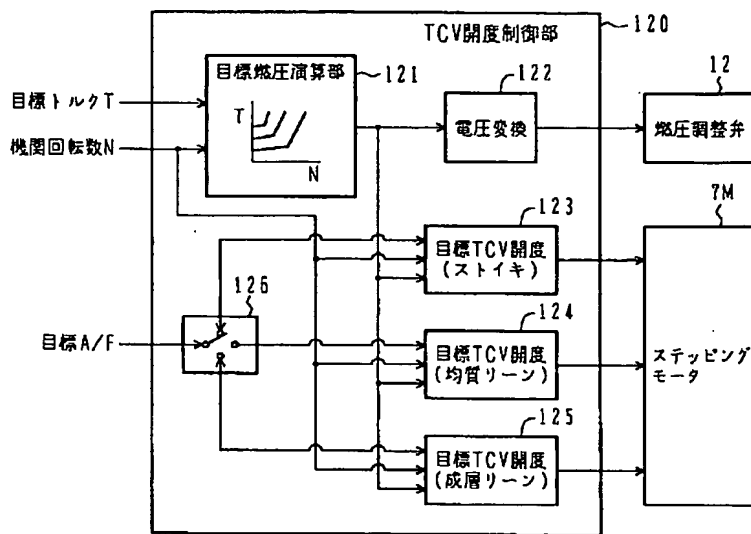 TCV開度制御部
120
目標燃圧演算部
121
T
N
目標トルクT
機関回転数N
122
電圧変換
12
燃圧調整弁
123
目標TCV開度
(ストイキ)
7M
ステッピング
モータ
126
目標A/F
124
目標TCV開度
(均質リーン)
125
目標TCV開度
(成層リーン)